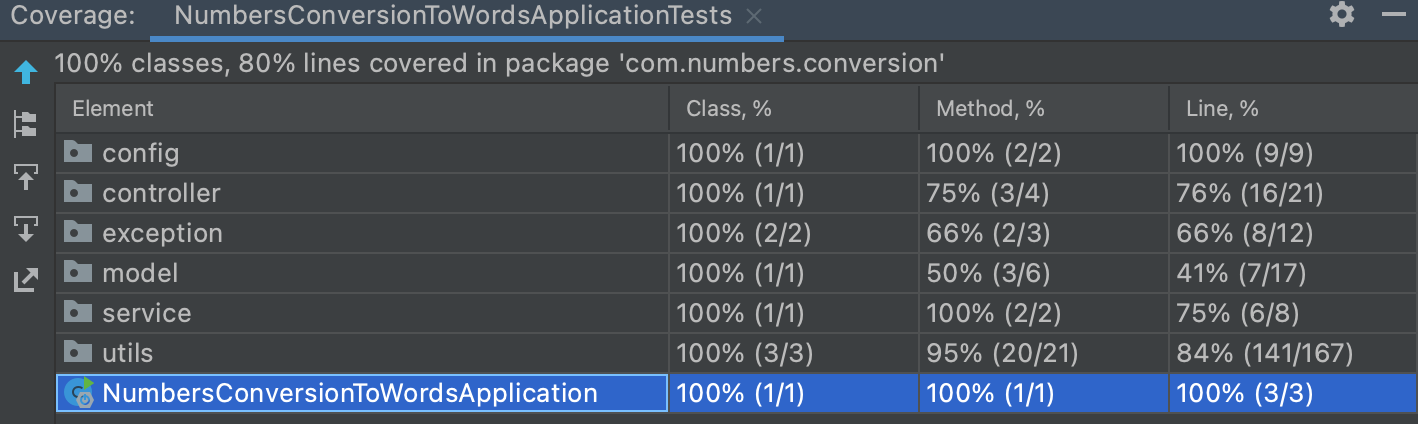 Coverage: NumbersConversionToWordsApplicationTests
100% classes, 80% lines covered in package 'com.numbers.conversion'
Element Class, % Method, % Line, %
config 100% (1/1) 100% (2/2) 100% (9/9)
controller 100% (1/1) 75% (3/4) 76% (16/21)
exception 100% (2/2) 66% (2/3) 66% (8/12)
model 100% (1/1) 50% (3/6) 41% (7/17)
service 100% (1/1) 100% (2/2) 75% (6/8)
utils 100% (3/3) 95% (20/21) 84% (141/167)
NumbersConversionToWordsApplication 100% (1/1) 100% (1/1) 100% (3/3)